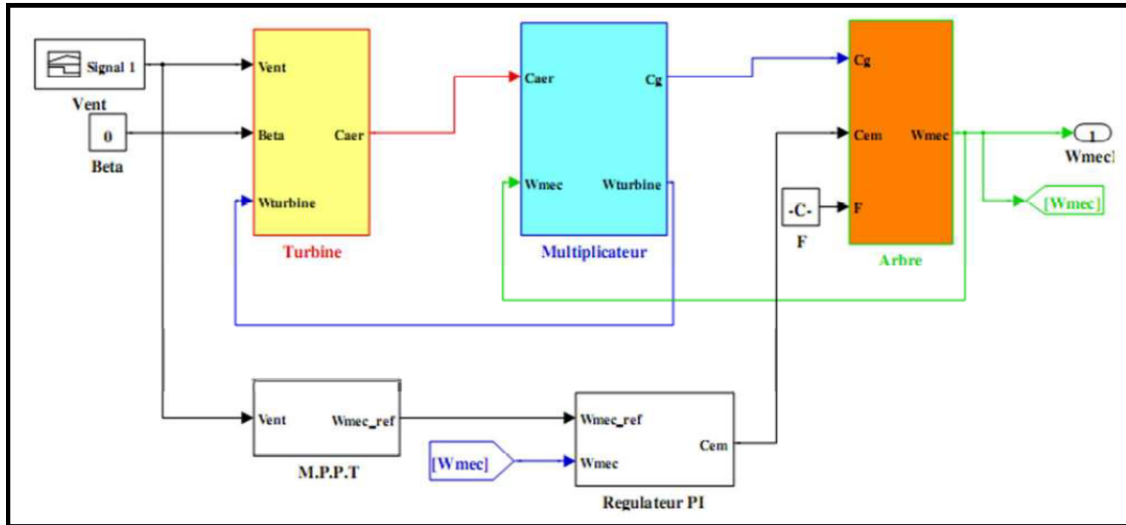 Signal 1
Vent
0
Beta
Vent
Beta
Wturbine
Caer
Turbine
Caer
Wmec
Cg
Wturbine
Multiplicateur
Cg
Cem
F
Wmec
Arbre
-C-
F
1
Wmec1
[Wmec]
Vent
Wmec_ref
M.P.P.T
[Wmec]
Wmec_ref
Wmec
Cem
Regulateur PI